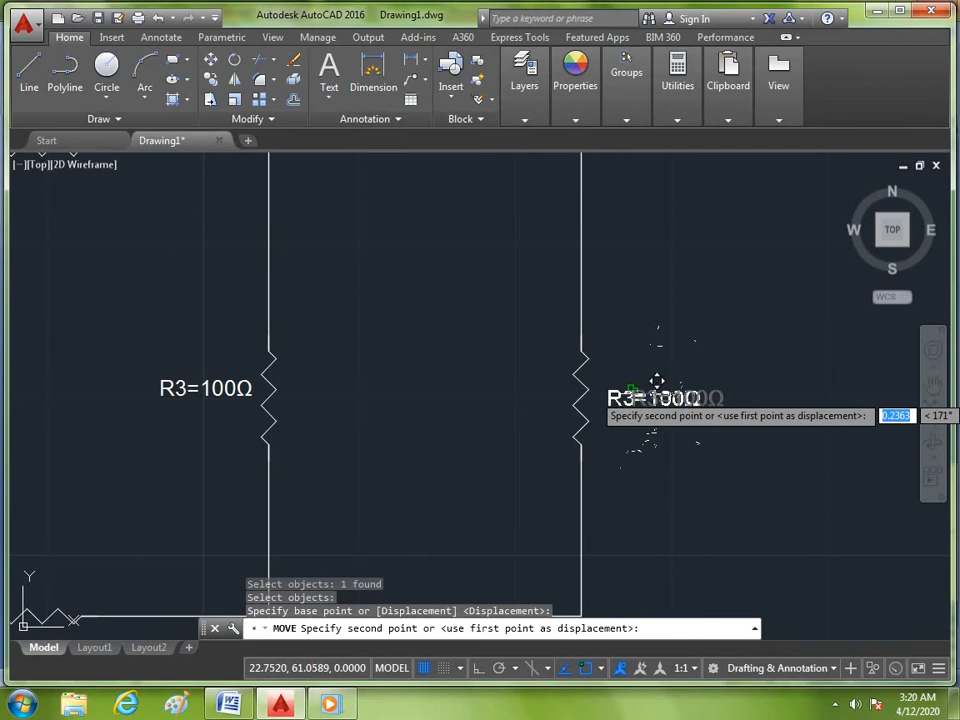 Autodesk AutoCAD 2016 Drawing1.dwg Type a keyword or phrase Sign In
Home Insert Annotate Parametric View Manage Output Add-ins A360 Express Tools Featured Apps BIM 360 Performance
Line Polyline Circle Arc Text Dimension Insert Layers Properties Groups Utilities Clipboard View
Draw Modify Annotation Block
Start Drawing1*
[−][Top][2D Wireframe]
N
W TOP E
S
WCS
R3=100Ω
R3=100Ω
Specify second point or <use first point as displacement>: 0.2363 < 171°
Y
Select objects: 1 found
Select objects:
Specify base point or [Displacement] <Displacement>:
MOVE Specify second point or <use first point as displacement>:
Model Layout1 Layout2
22.7520, 61.0589, 0.0000 MODEL 1:1 Drafting & Annotation
3:20 AM
4/12/2020